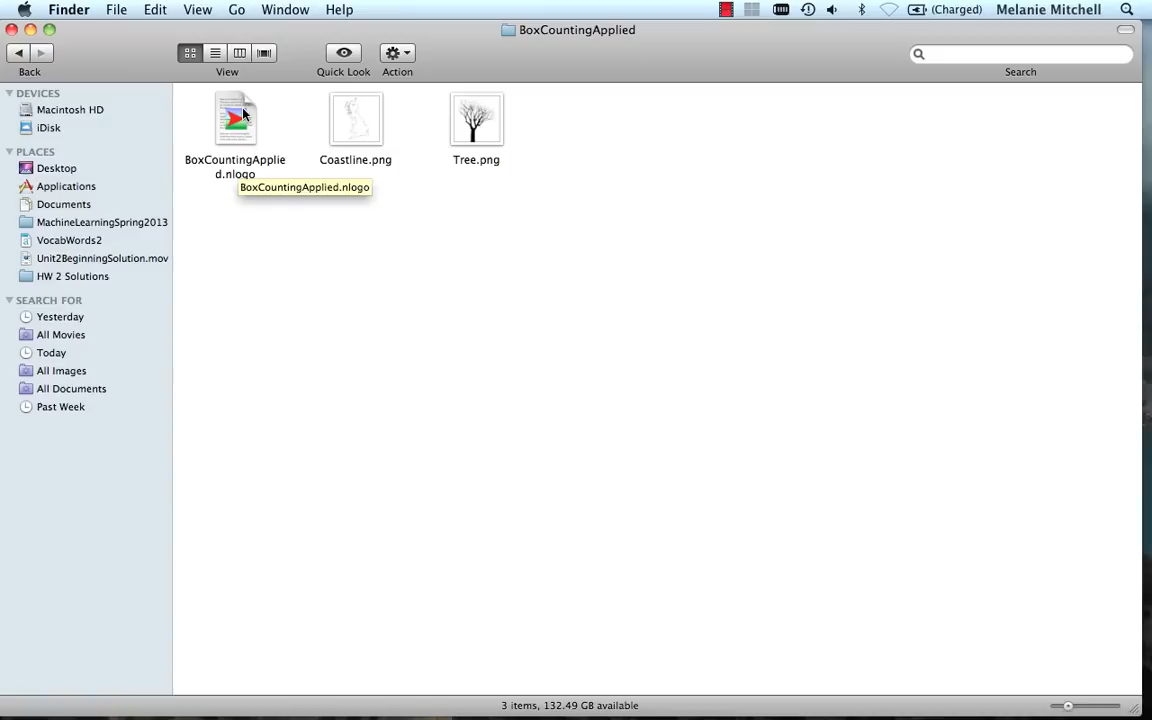 Finder File Edit View Go Window Help (Charged) Melanie Mitchell
BoxCountingApplied
Back View Quick Look Action Search
DEVICES
Macintosh HD
iDisk
PLACES
Desktop
Applications
Documents
MachineLearningSpring2013
VocabWords2
Unit2BeginningSolution.mov
HW 2 Solutions
SEARCH FOR
Yesterday
All Movies
Today
All Images
All Documents
Past Week
BoxCountingApplie
d.nlogo
Coastline.png
Tree.png
BoxCountingApplied.nlogo
3 items, 132.49 GB available